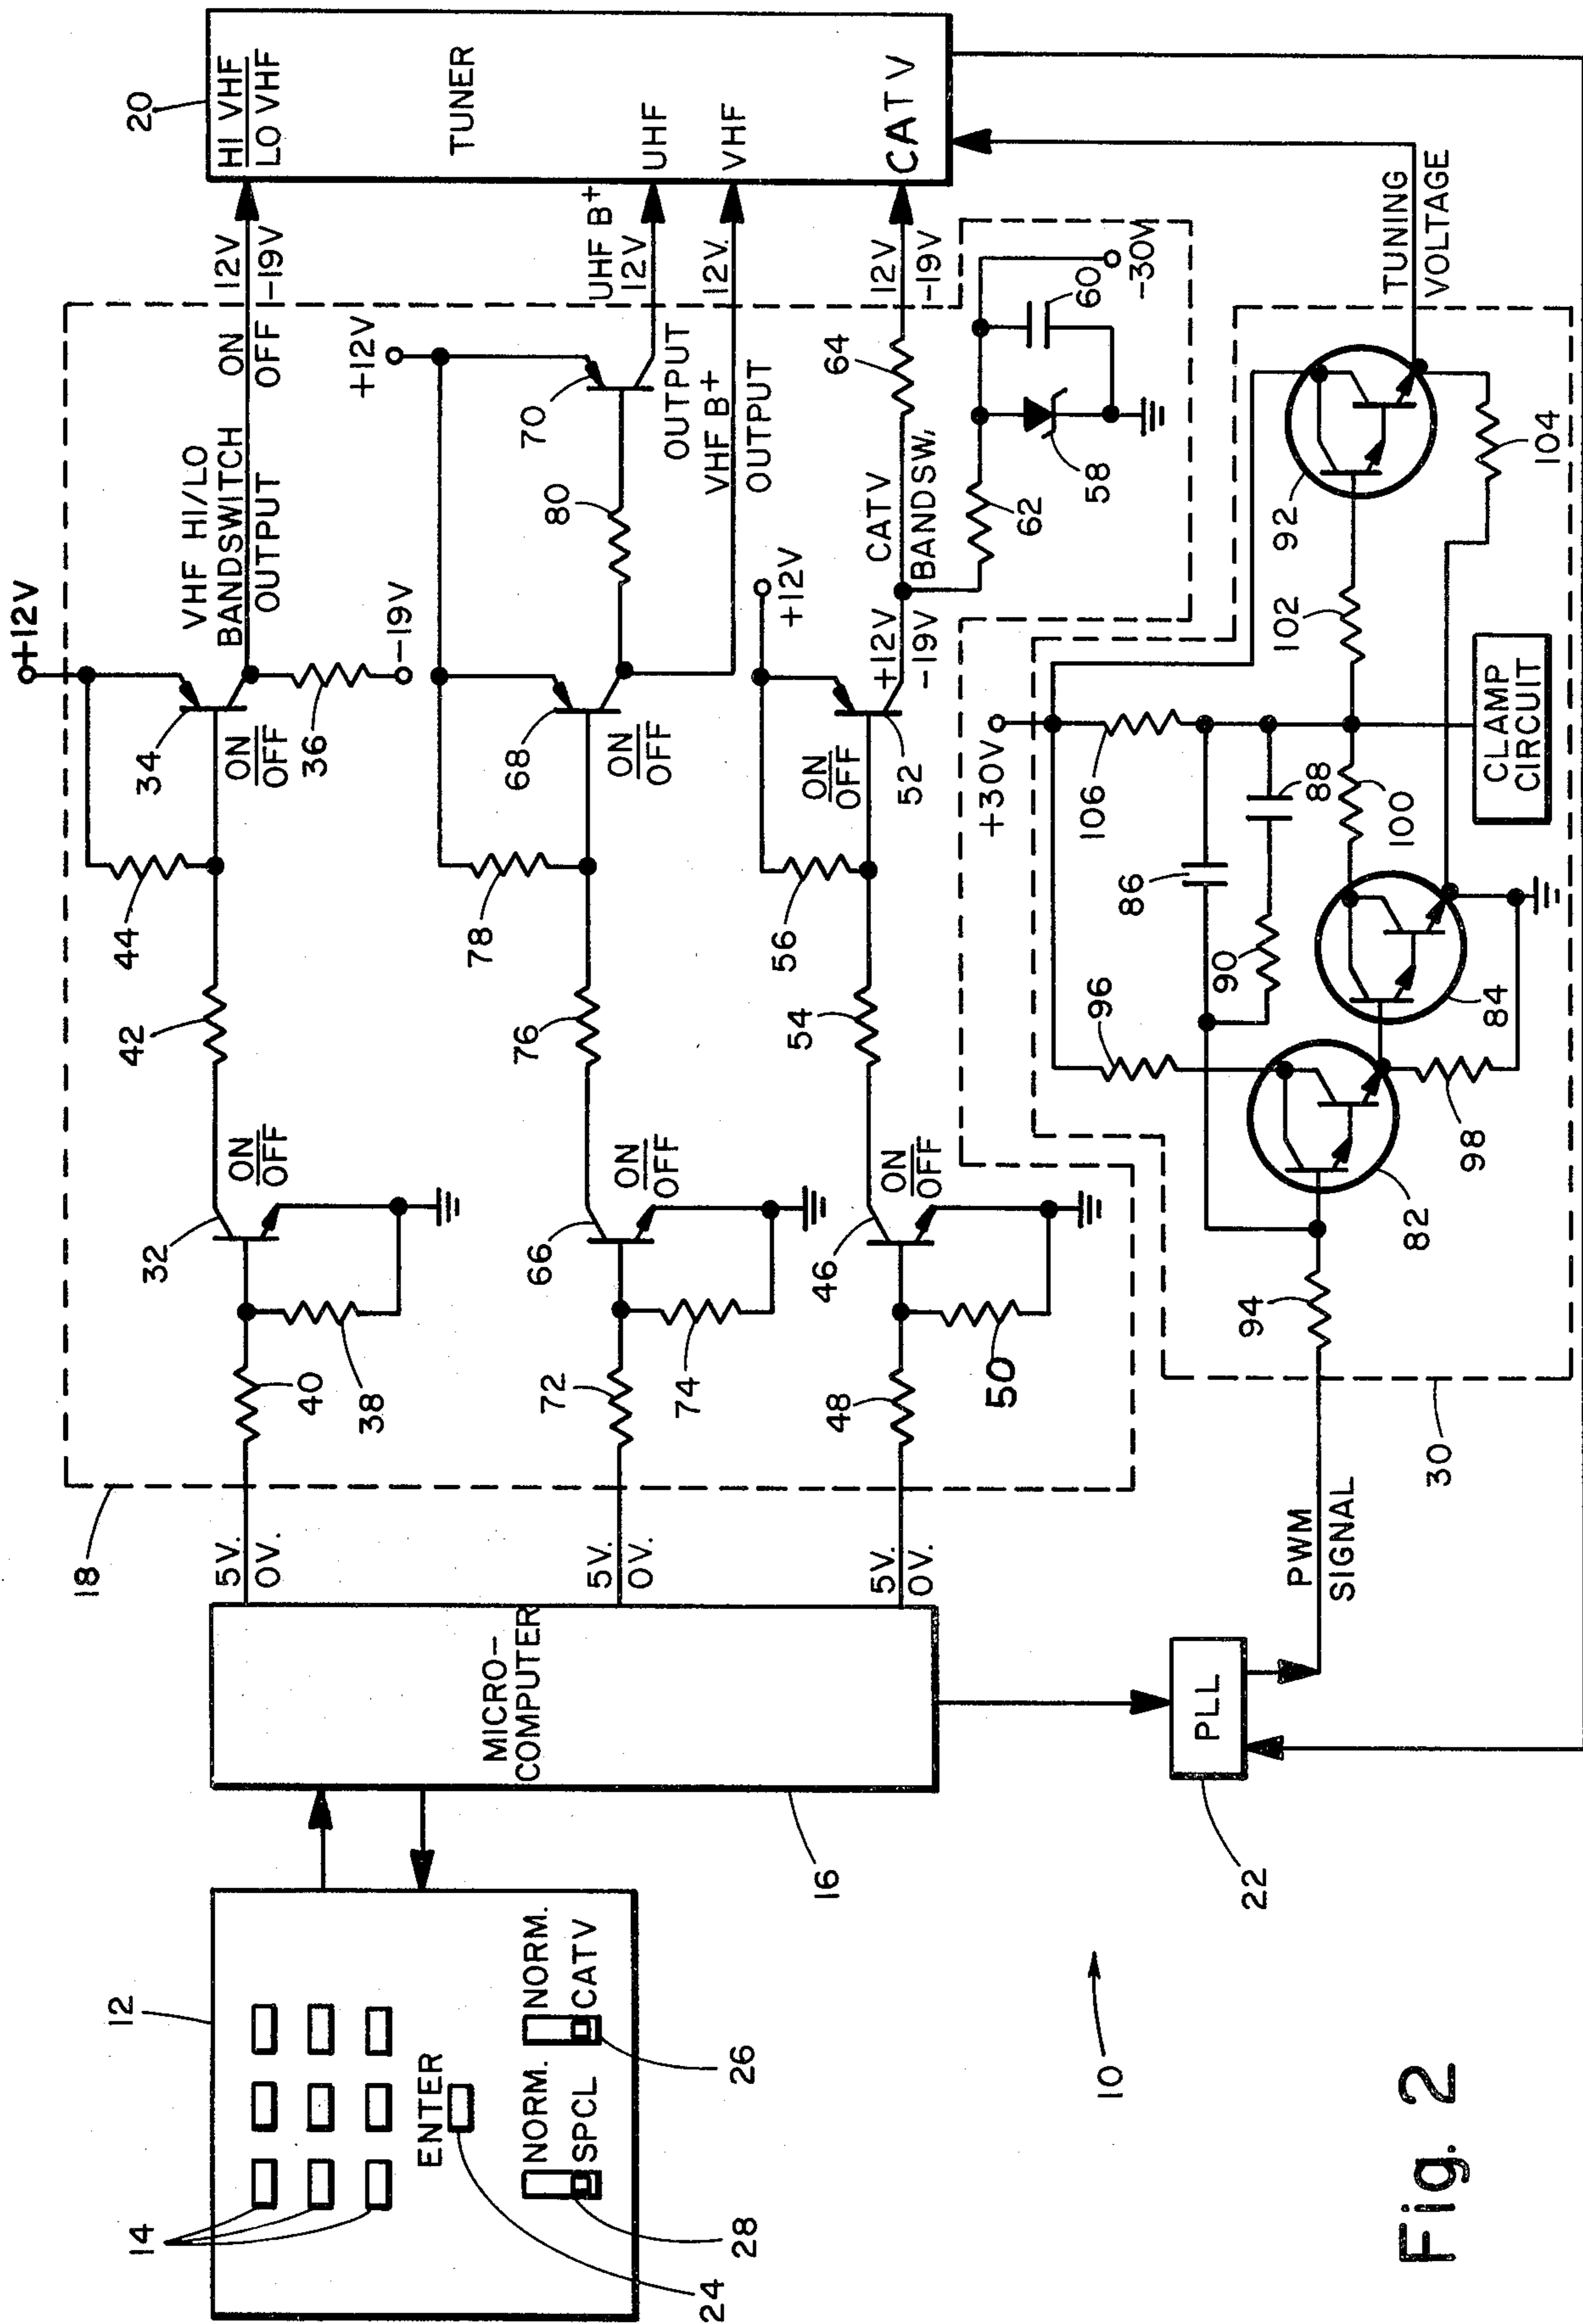 12
14
ENTER
24
NORM.
SPCL
28
NORM.
CATV
26
MICRO-
COMPUTER
16
PLL
22
10
18
5V.
0V.
5V.
0V.
5V.
0V.
40
38
32
ON
OFF
42
44
34
ON
OFF
36
+12V
-19V
VHF HI/LO
BANDSWITCH ON
OUTPUT OFF
12V
-19V
72
74
66
ON
OFF
76
78
68
ON
OFF
80
70
+12V
OUTPUT
UHF B+
12V
VHF B+
OUTPUT
12V.
48
50
46
ON
OFF
54
56
ON
OFF
52
+12V
+12V
-19V
CATV
BANDSW,
64
12V
-19V
62
58
60
-30V
20
HI VHF
LO VHF
TUNER
UHF
VHF
CATV
PWM
SIGNAL
30
94
82
98
96
84
86
90
88
100
106
+30V
102
92
104
CLAMP
CIRCUIT
TUNING
VOLTAGE
Fig. 2